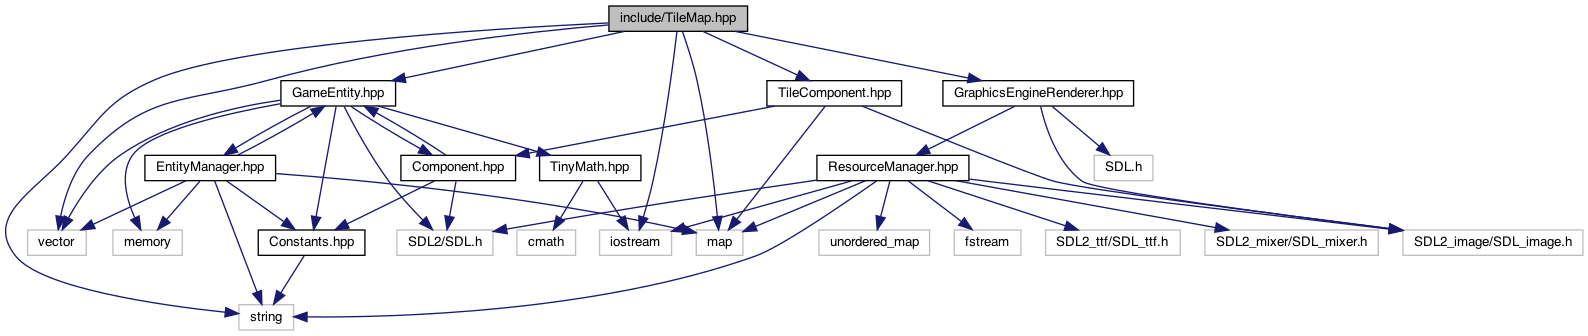 include/TileMap.hpp
GameEntity.hpp
TileComponent.hpp
GraphicsEngineRenderer.hpp
EntityManager.hpp
Component.hpp
TinyMath.hpp
ResourceManager.hpp
SDL.h
vector
memory
Constants.hpp
SDL2/SDL.h
cmath
iostream
map
unordered_map
fstream
SDL2_ttf/SDL_ttf.h
SDL2_mixer/SDL_mixer.h
SDL2_image/SDL_image.h
string